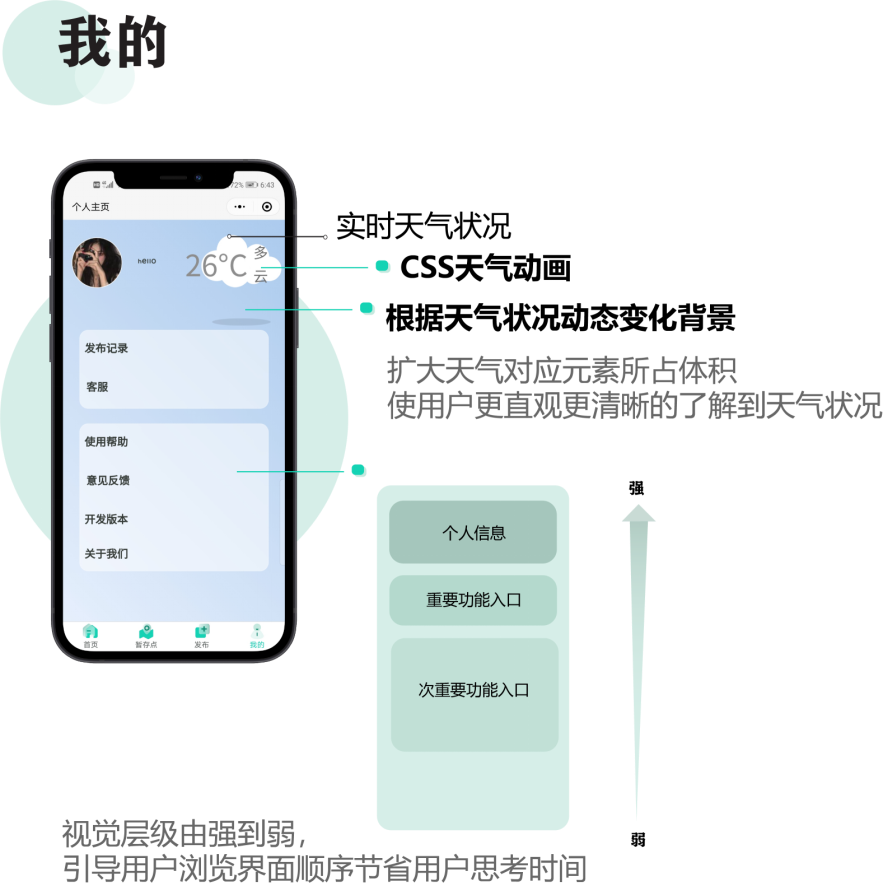 我的
72% 6:43
个人主页
实时天气状况
hello
26°C
多云
CSS天气动画
根据天气状况动态变化背景
扩大天气对应元素所占体积
使用户更直观更清晰的了解到天气状况
发布记录
客服
使用帮助
意见反馈
开发版本
关于我们
首页 暂存点 发布 我的
强
个人信息
重要功能入口
次重要功能入口
弱
视觉层级由强到弱，
引导用户浏览界面顺序节省用户思考时间